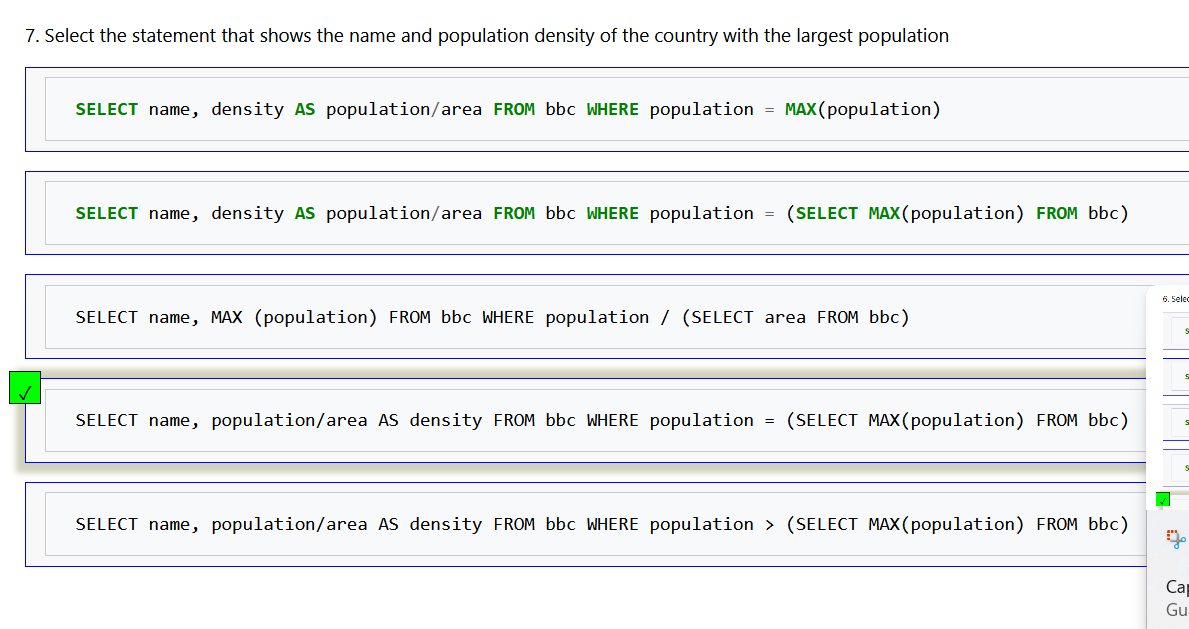 7. Select the statement that shows the name and population density of the country with the largest population
SELECT name, density AS population/area FROM bbc WHERE population = MAX(population)
SELECT name, density AS population/area FROM bbc WHERE population = (SELECT MAX(population) FROM bbc)
SELECT name, MAX (population) FROM bbc WHERE population / (SELECT area FROM bbc)
6. Selec
S
S
✓
SELECT name, population/area AS density FROM bbc WHERE population = (SELECT MAX(population) FROM bbc)
S
S
✓
SELECT name, population/area AS density FROM bbc WHERE population > (SELECT MAX(population) FROM bbc)
Ca
Gu